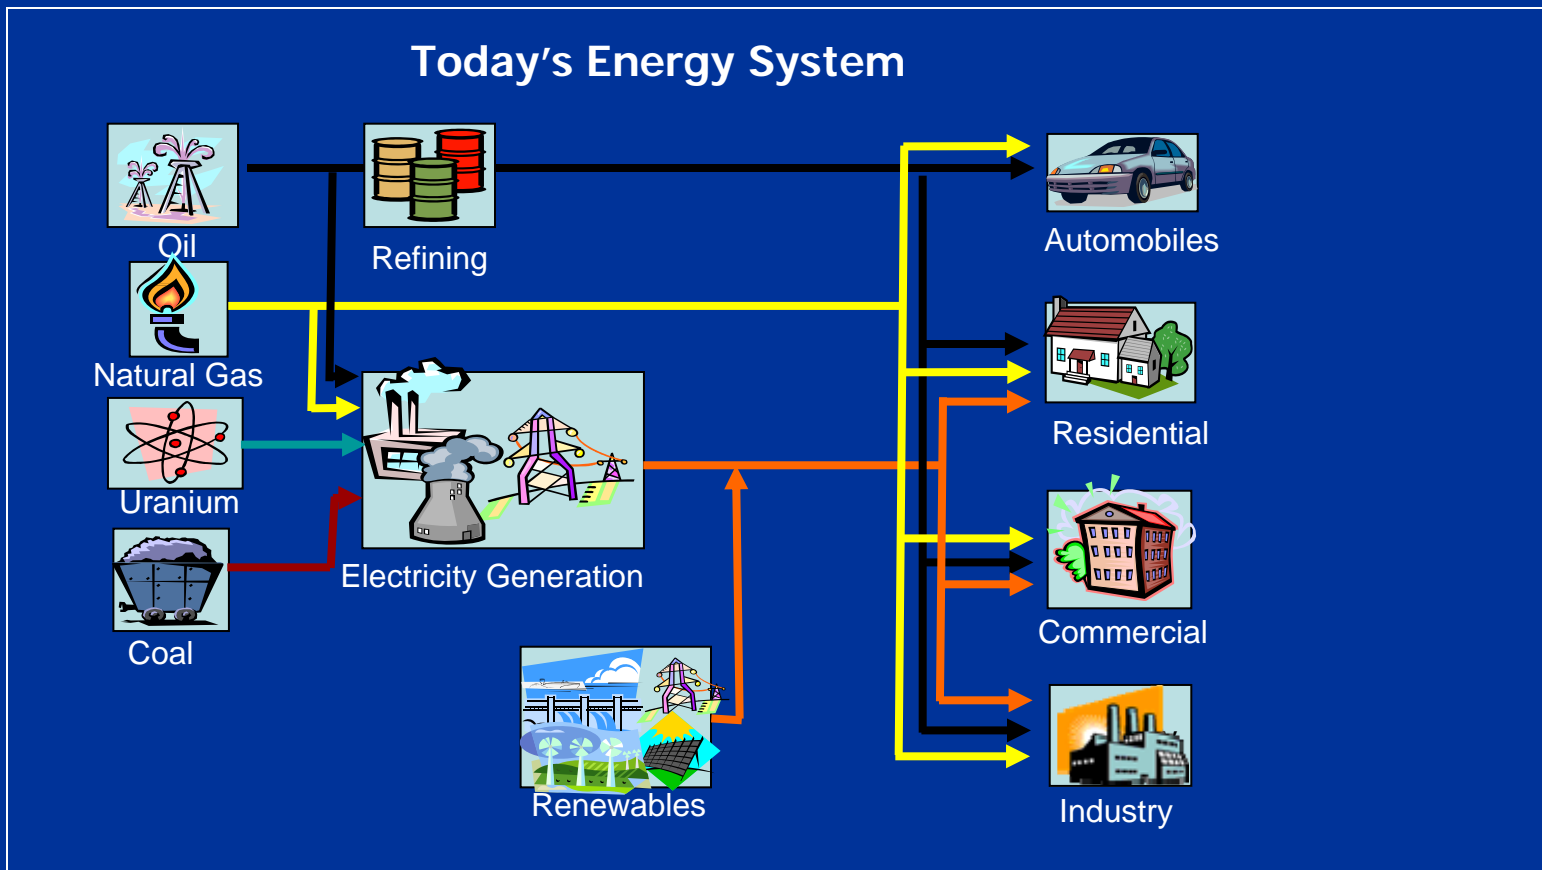 Today's Energy System
Oil
Refining
Automobiles
Natural Gas
Residential
Uranium
Electricity Generation
Commercial
Coal
Renewables
Industry